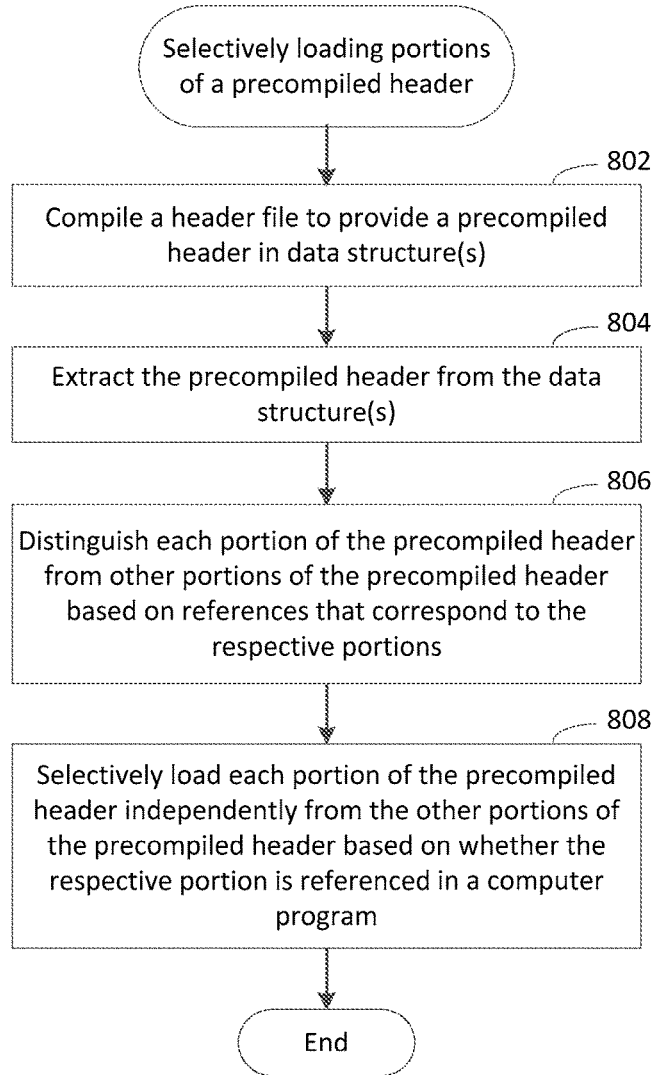 Selectively loading portions
of a precompiled header
802
Compile a header file to provide a precompiled
header in data structure(s)
804
Extract the precompiled header from the data
structure(s)
806
Distinguish each portion of the precompiled header
from other portions of the precompiled header
based on references that correspond to the
respective portions
808
Selectively load each portion of the precompiled
header independently from the other portions of
the precompiled header based on whether the
respective portion is referenced in a computer
program
End